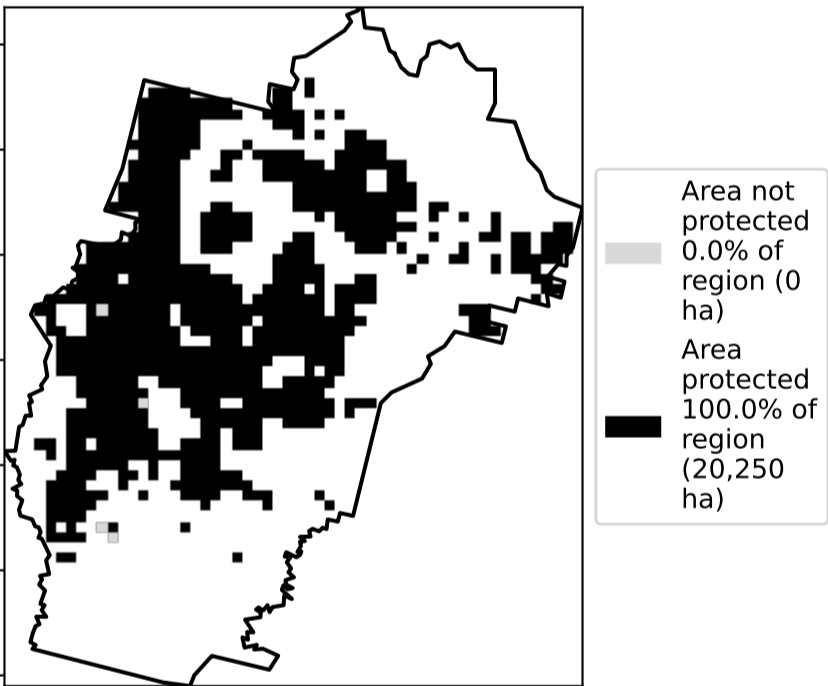 Area not
protected
0.0% of
region (0
ha)
Area
protected
100.0% of
region
(20,250
ha)